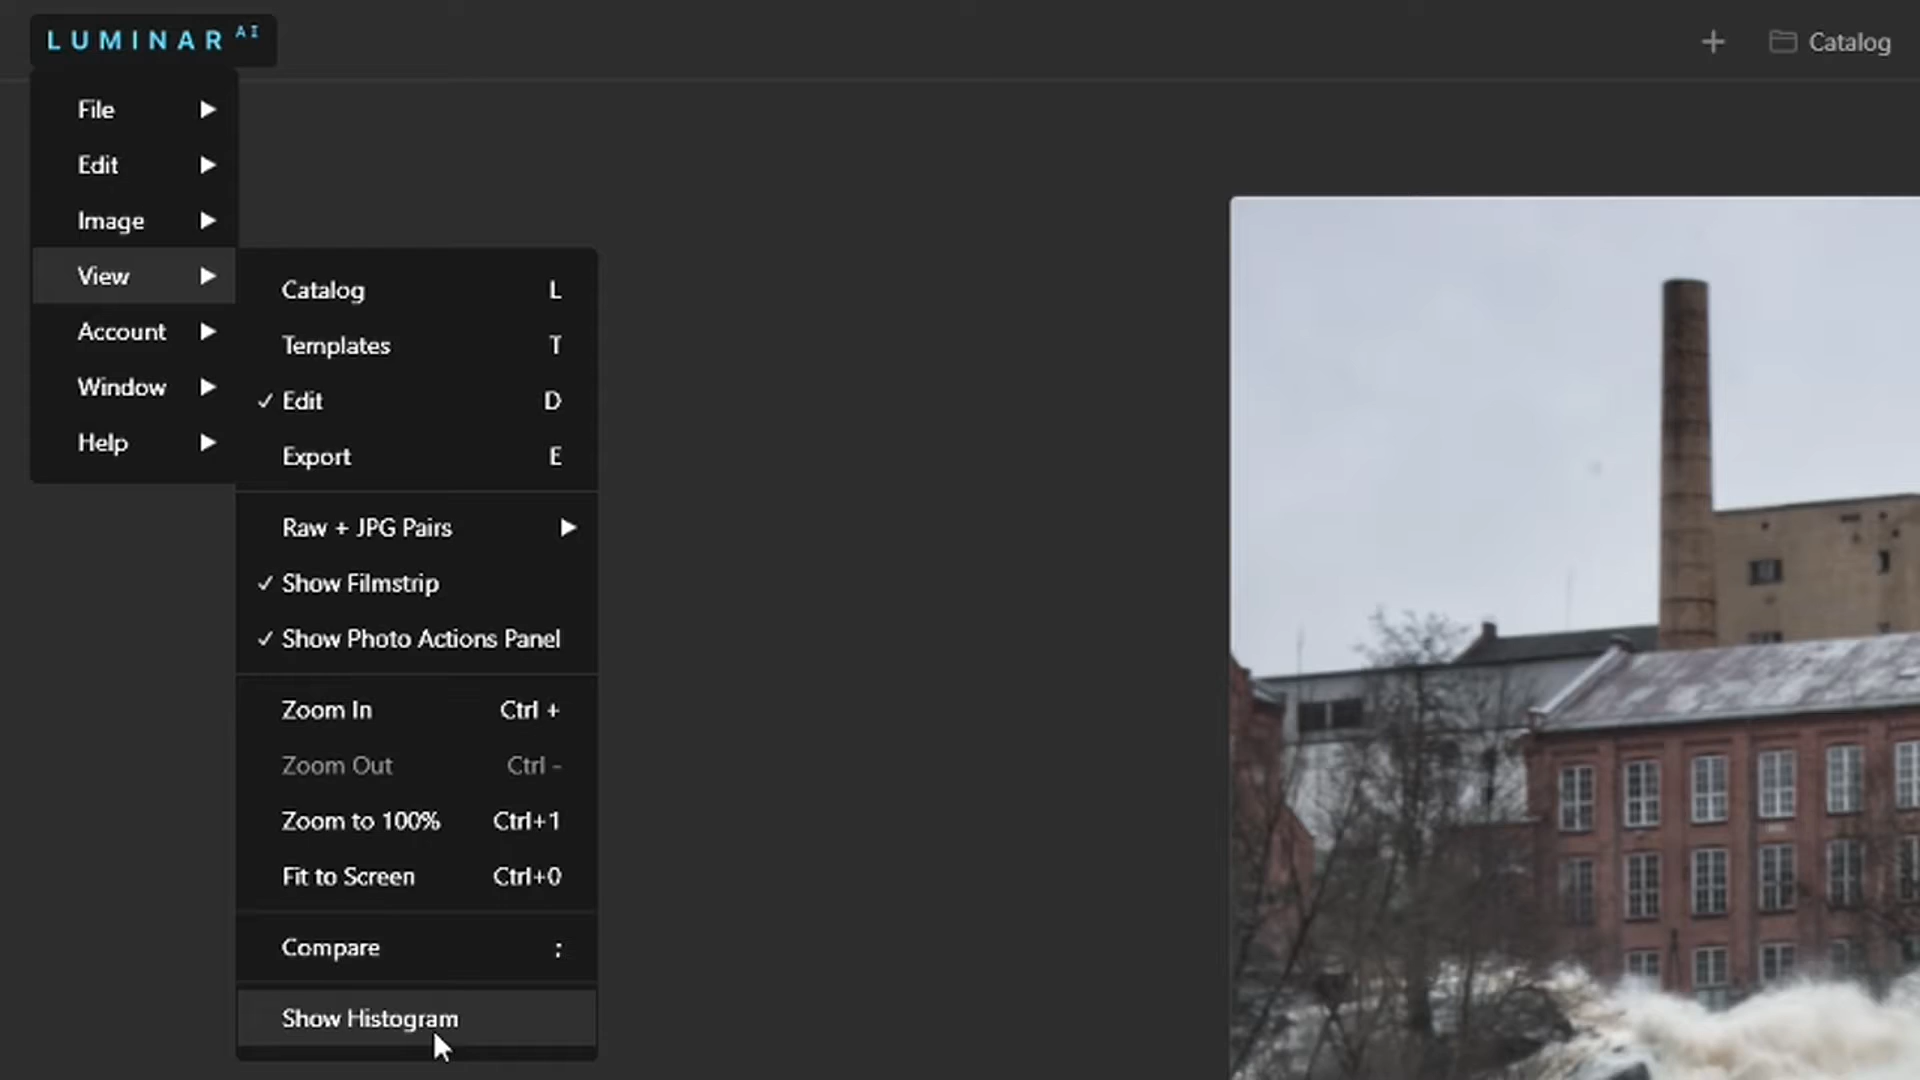 LUMINAR AI
+ Catalog
File
Edit
Image
View
Account
Window
Help
Catalog L
Templates T
✓ Edit D
Export E
Raw + JPG Pairs
✓ Show Filmstrip
✓ Show Photo Actions Panel
Zoom In Ctrl +
Zoom Out Ctrl -
Zoom to 100% Ctrl+1
Fit to Screen Ctrl+0
Compare :
Show Histogram